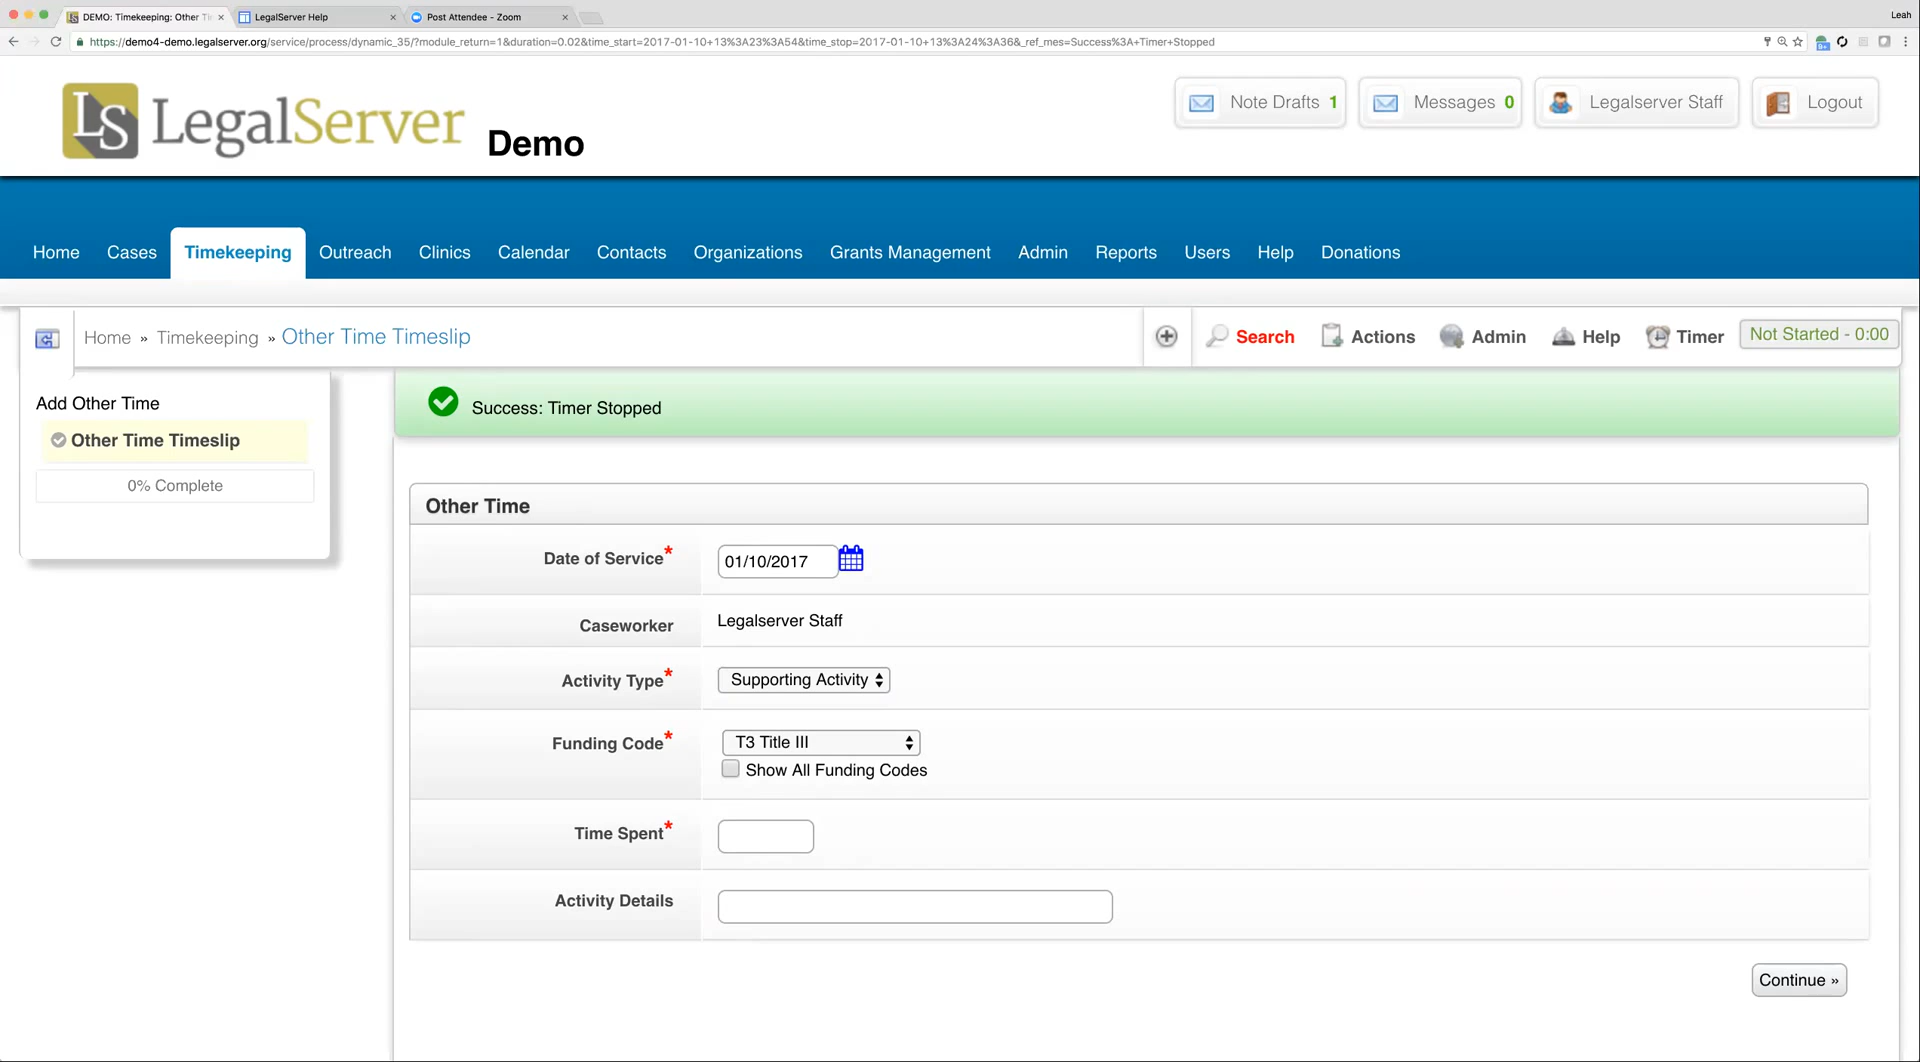 DEMO: Timekeeping: Other Ti
LegalServer Help
Post Attendee - Zoom
Leah
https://demo4-demo.legalserver.org/service/process/dynamic_35/?module_return=1&duration=0.02&time_start=2017-01-10+13%3A23%3A54&time_stop=2017-01-10+13%3A24%3A36&_ref_mes=Success%3A+Timer+Stopped
LS LegalServer Demo
Note Drafts 1
Messages 0
Legalserver Staff
Logout
Home Cases Timekeeping Outreach Clinics Calendar Contacts Organizations Grants Management Admin Reports Users Help Donations
Home » Timekeeping » Other Time Timeslip
Search Actions Admin Help Timer Not Started - 0:00
Add Other Time
Other Time Timeslip
0% Complete
Success: Timer Stopped
Other Time
Date of Service* 01/10/2017
Caseworker Legalserver Staff
Activity Type* Supporting Activity
Funding Code* T3 Title III
Show All Funding Codes
Time Spent*
Activity Details
Continue »